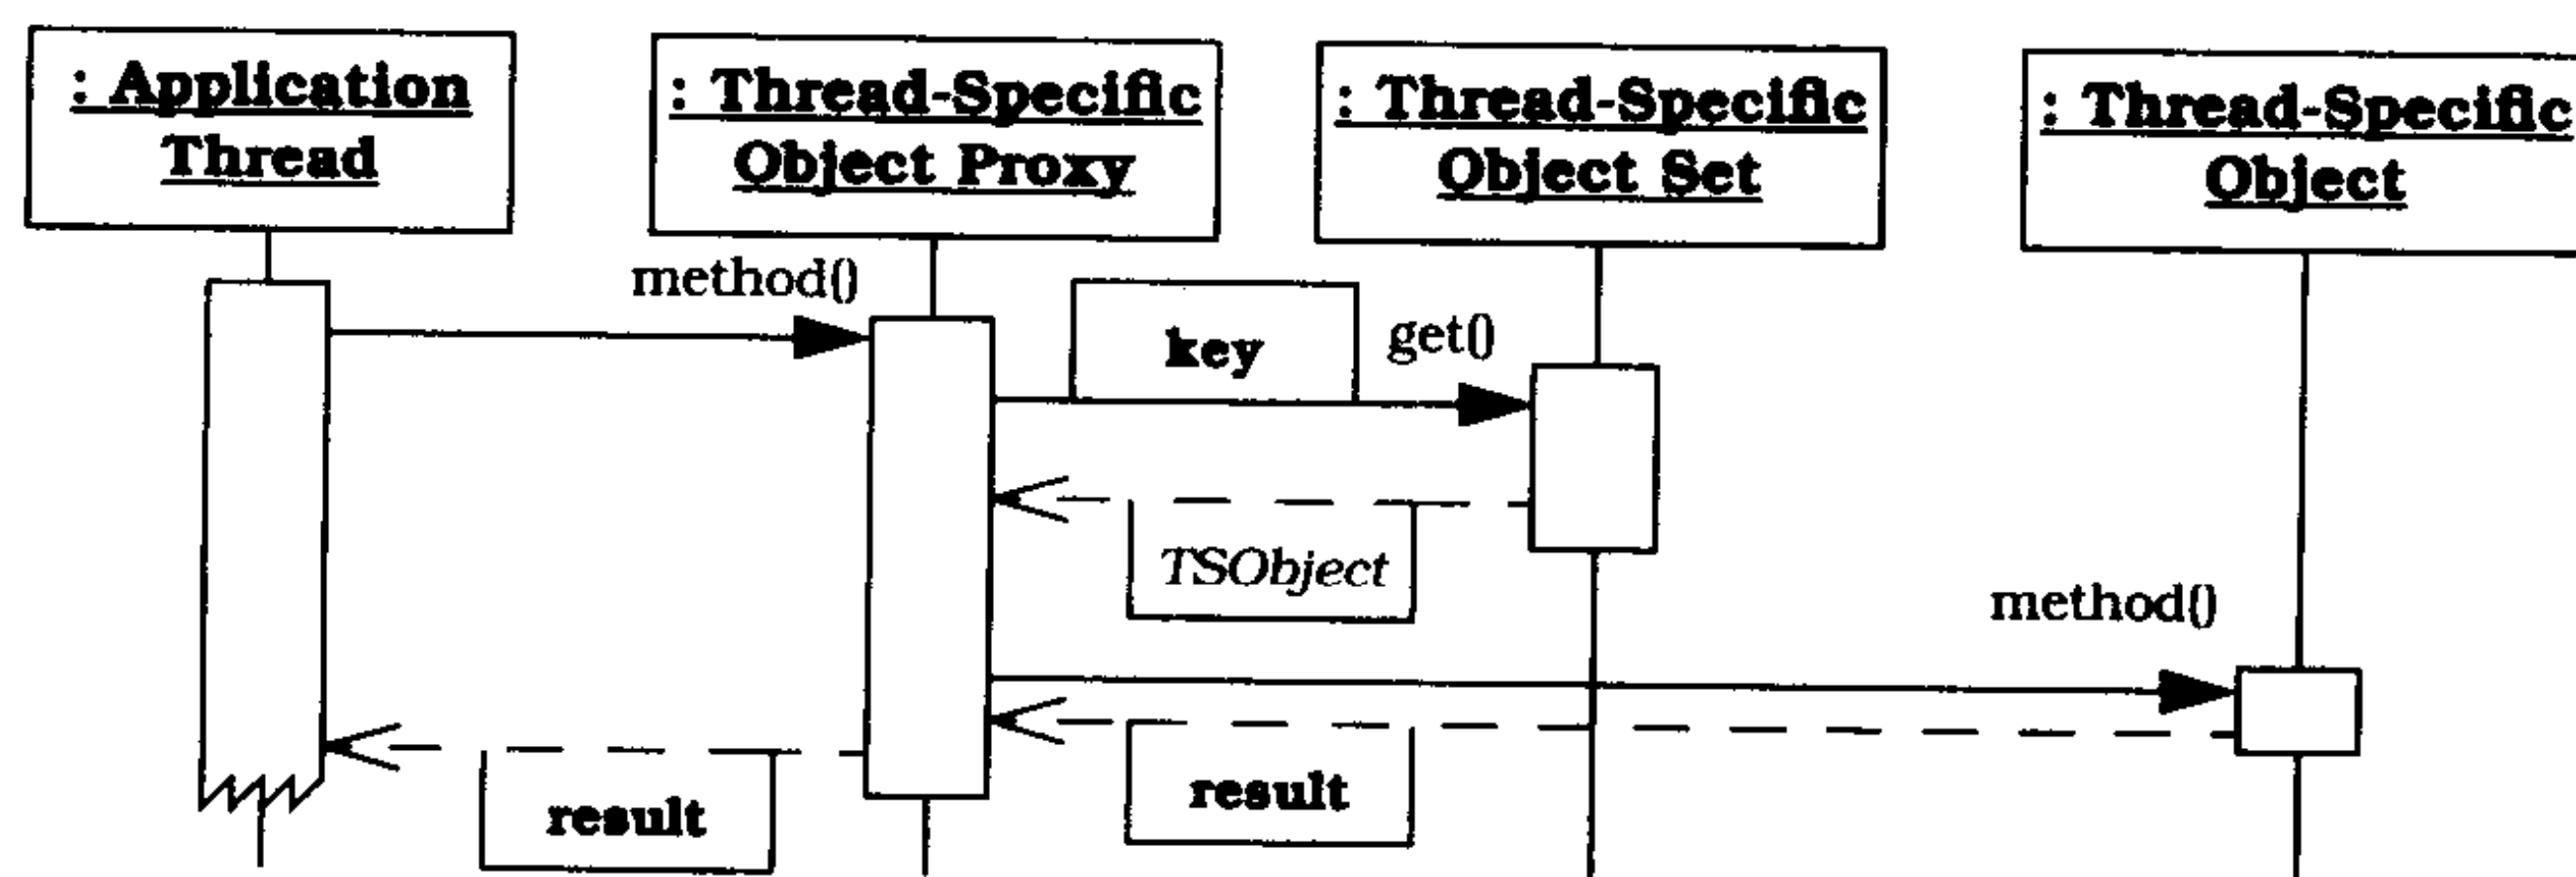 : Application
Thread
: Thread-Specific
Object Proxy
: Thread-Specific
Object Set
: Thread-Specific
Object
method()
key
get()
TSObject
method()
result
result